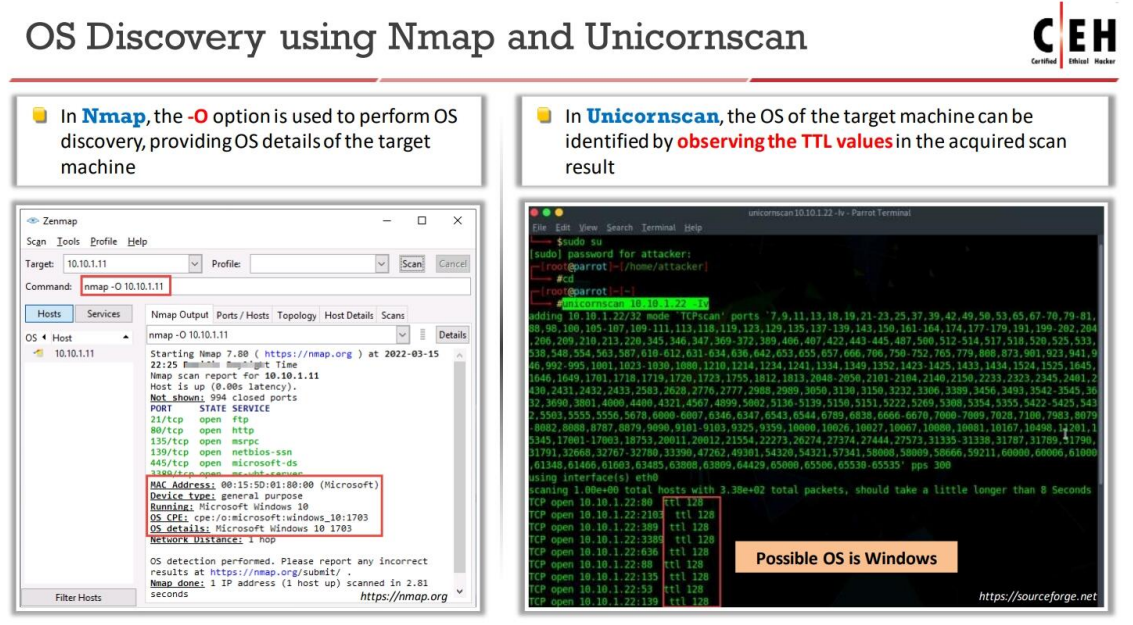 OS Discovery using Nmap and Unicornscan
C|EH
Certified Ethical Hacker
In Nmap, the -O option is used to perform OS
discovery, providing OS details of the target
machine
Zenmap
Scan Tools Profile Help
Target: 10.10.1.11 Profile: Scan Cancel
Command: nmap -O 10.10.1.11
Hosts Services
Nmap Output Ports / Hosts Topology Host Details Scans
OS Host
10.10.1.11
nmap -O 10.10.1.11 Details
Starting Nmap 7.80 ( https://nmap.org ) at 2022-03-15
22:25 Time
Nmap scan report for 10.10.1.11
Host is up (0.00s latency).
Not shown: 994 closed ports
PORT STATE SERVICE
21/tcp open ftp
80/tcp open http
135/tcp open msrpc
139/tcp open netbios-ssn
445/tcp open microsoft-ds
3389/tcp open ms-wbt-server
MAC Address: 00:15:5D:01:80:00 (Microsoft)
Device type: general purpose
Running: Microsoft Windows 10
OS CPE: cpe:/o:microsoft:windows_10:1703
OS details: Microsoft Windows 10 1703
Network Distance: 1 hop
OS detection performed. Please report any incorrect
results at https://nmap.org/submit/ .
Nmap done: 1 IP address (1 host up) scanned in 2.81
seconds
Filter Hosts
https://nmap.org
In Unicornscan, the OS of the target machine can be
identified by observing the TTL values in the acquired scan
result
unicornscan 10.10.1.22 -Iv - Parrot Terminal
File Edit View Search Terminal Help
$sudo su
[sudo] password for attacker:
[root@parrot]-[/home/attacker]
#cd
[root@parrot]-[~]
#unicornscan 10.10.1.22 -Iv
adding 10.10.1.22/32 mode `TCPscan' ports `7,9,11,13,18,19,21-23,25,37,39,42,49,50,53,65,67-70,79-81,
88,98,100,105-107,109-111,113,118,119,123,129,135,137-139,143,150,161-164,174,177-179,191,199-202,204
,206,209,210,213,220,345,346,347,369-372,389,406,407,422,443-445,487,500,512-514,517,518,520,525,533,
538,548,554,563,587,610-612,631-634,636,642,653,655,657,666,706,750-752,765,779,808,873,901,923,941,9
46,992-995,1001,1023-1030,1080,1210,1214,1234,1241,1334,1349,1352,1423-1425,1433,1434,1524,1525,1645,
1646,1649,1701,1718,1719,1720,1723,1755,1812,1813,2048-2050,2101-2104,2140,2150,2233,2323,2345,2401,2
430,2431,2432,2433,2583,2628,2776,2777,2988,2989,3050,3130,3150,3232,3306,3389,3456,3493,3542-3545,36
32,3690,3801,4000,4400,4321,4567,4899,5002,5136-5139,5150,5151,5222,5269,5308,5354,5355,5422-5425,543
2,5503,5555,5556,5678,6000-6007,6346,6347,6543,6544,6789,6838,6666-6670,7000-7009,7028,7100,7983,8079
-8082,8088,8787,8879,9090,9101-9103,9325,9359,10000,10026,10027,10067,10080,10081,10167,10498,11201,1
5345,17001-17003,18753,20011,20012,21554,22273,26274,27374,27444,27573,31335-31338,31787,31789,31790,
31791,32668,32767-32780,33390,47262,49301,54320,54321,57341,58008,58009,58666,59211,60000,60006,61000
,61348,61466,61603,63485,63808,63809,64429,65000,65506,65530-65535' pps 300
using interface(s) eth0
scaning 1.00e+00 total hosts with 3.38e+02 total packets, should take a little longer than 8 Seconds
TCP open 10.10.1.22:80 ttl 128
TCP open 10.10.1.22:2103 ttl 128
TCP open 10.10.1.22:389 ttl 128
TCP open 10.10.1.22:3389 ttl 128
TCP open 10.10.1.22:636 ttl 128
TCP open 10.10.1.22:88 ttl 128
TCP open 10.10.1.22:135 ttl 128
TCP open 10.10.1.22:53 ttl 128
TCP open 10.10.1.22:139 ttl 128
Possible OS is Windows
https://sourceforge.net